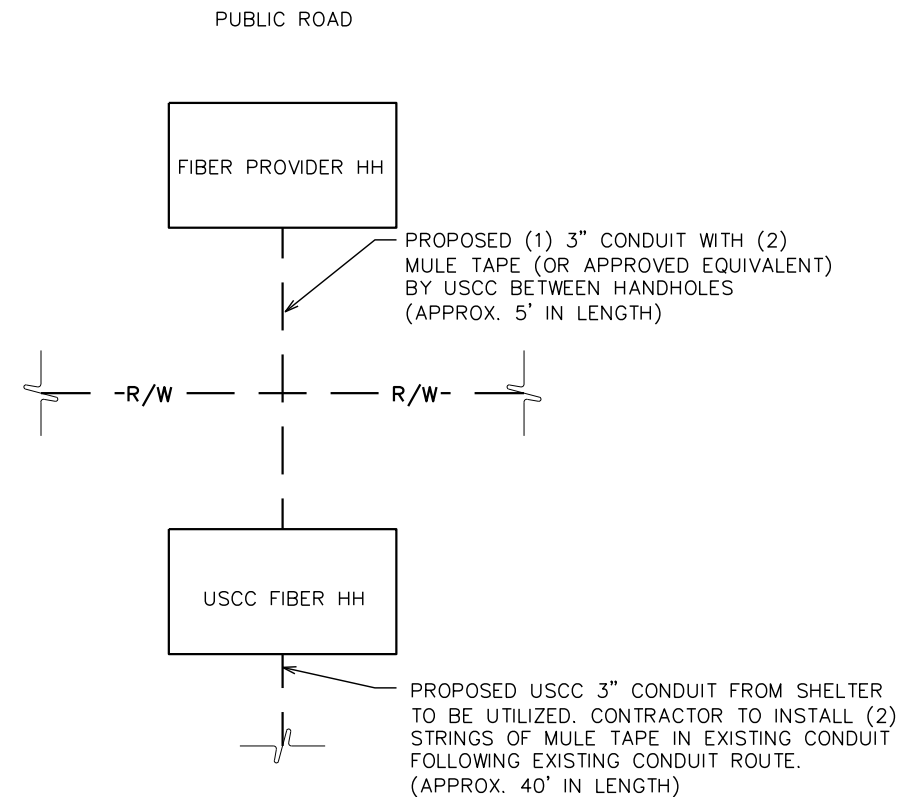 PUBLIC ROAD
FIBER PROVIDER HH
PROPOSED (1) 3" CONDUIT WITH (2)
MULE TAPE (OR APPROVED EQUIVALENT)
BY USCC BETWEEN HANDHOLES
(APPROX. 5' IN LENGTH)
-R/W
R/W-
USCC FIBER HH
PROPOSED USCC 3" CONDUIT FROM SHELTER
TO BE UTILIZED. CONTRACTOR TO INSTALL (2)
STRINGS OF MULE TAPE IN EXISTING CONDUIT
FOLLOWING EXISTING CONDUIT ROUTE.
(APPROX. 40' IN LENGTH)